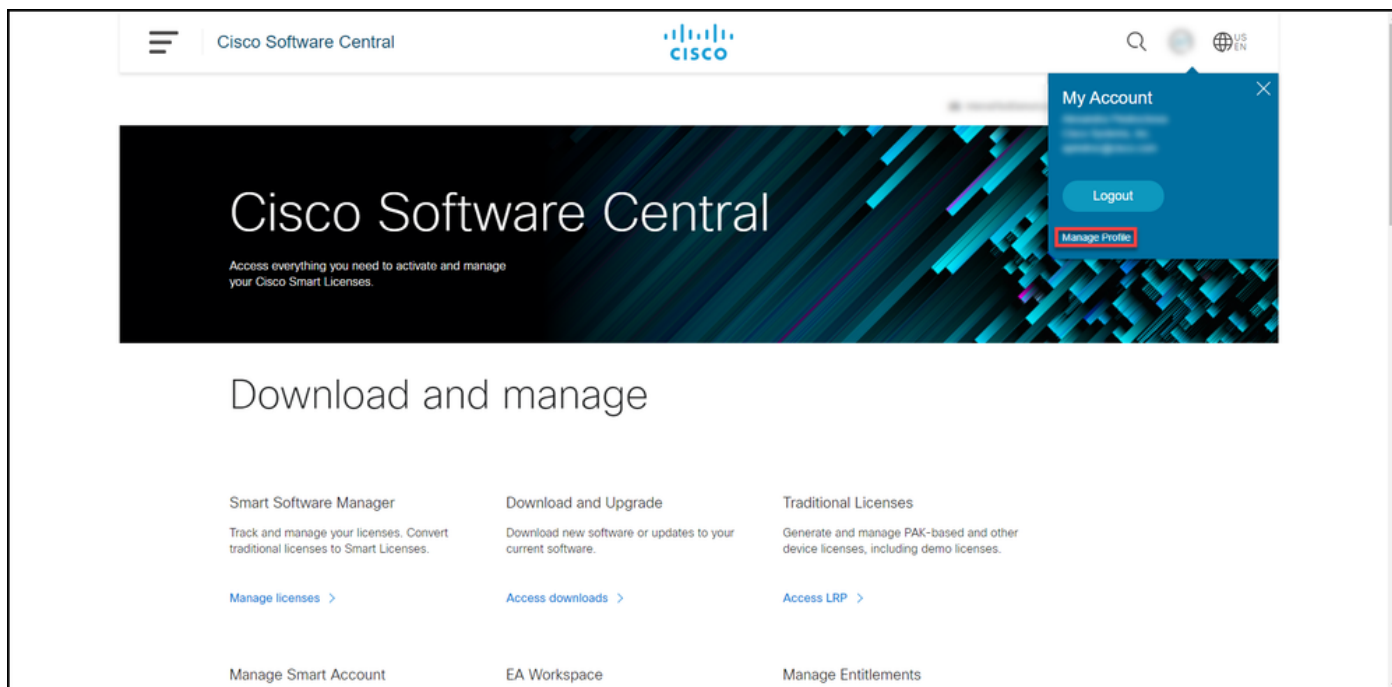 Cisco Software Central
CISCO
US
EN
My Account
Logout
Manage Profile
Cisco Software Central
Access everything you need to activate and manage
your Cisco Smart Licenses.
Download and manage
Smart Software Manager
Track and manage your licenses. Convert
traditional licenses to Smart Licenses.
Manage licenses >
Download and Upgrade
Download new software or updates to your
current software.
Access downloads >
Traditional Licenses
Generate and manage PAK-based and other
device licenses, including demo licenses.
Access LRP >
Manage Smart Account
EA Workspace
Manage Entitlements